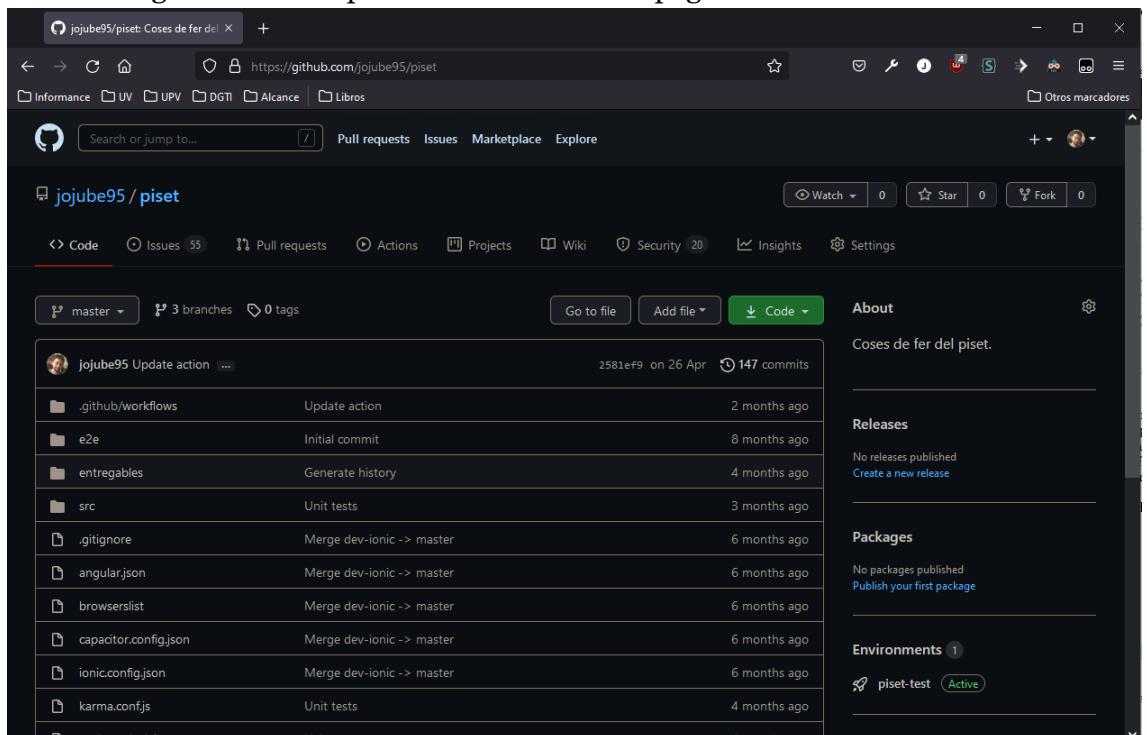 jojube95/piset: Coses de fer del
https://github.com/jojube95/piset
4
Informance UV UPV DGTI Alcance Libros Otros marcadores
Search or jump to... / Pull requests Issues Marketplace Explore
jojube95 / piset Watch 0 Star 0 Fork 0
Code Issues 55 Pull requests Actions Projects Wiki Security 20 Insights Settings
master 3 branches 0 tags Go to file Add file Code
About
Coses de fer del piset.
jojube95 Update action ... 2581ef9 on 26 Apr 147 commits
.github/workflows Update action 2 months ago
e2e Initial commit 8 months ago
entregables Generate history 4 months ago
src Unit tests 3 months ago
.gitignore Merge dev-ionic -> master 6 months ago
angular.json Merge dev-ionic -> master 6 months ago
browserslist Merge dev-ionic -> master 6 months ago
capacitor.config.json Merge dev-ionic -> master 6 months ago
ionic.config.json Merge dev-ionic -> master 6 months ago
karma.conf.js Unit tests 4 months ago
Releases
No releases published
Create a new release
Packages
No packages published
Publish your first package
Environments 1
piset-test Active